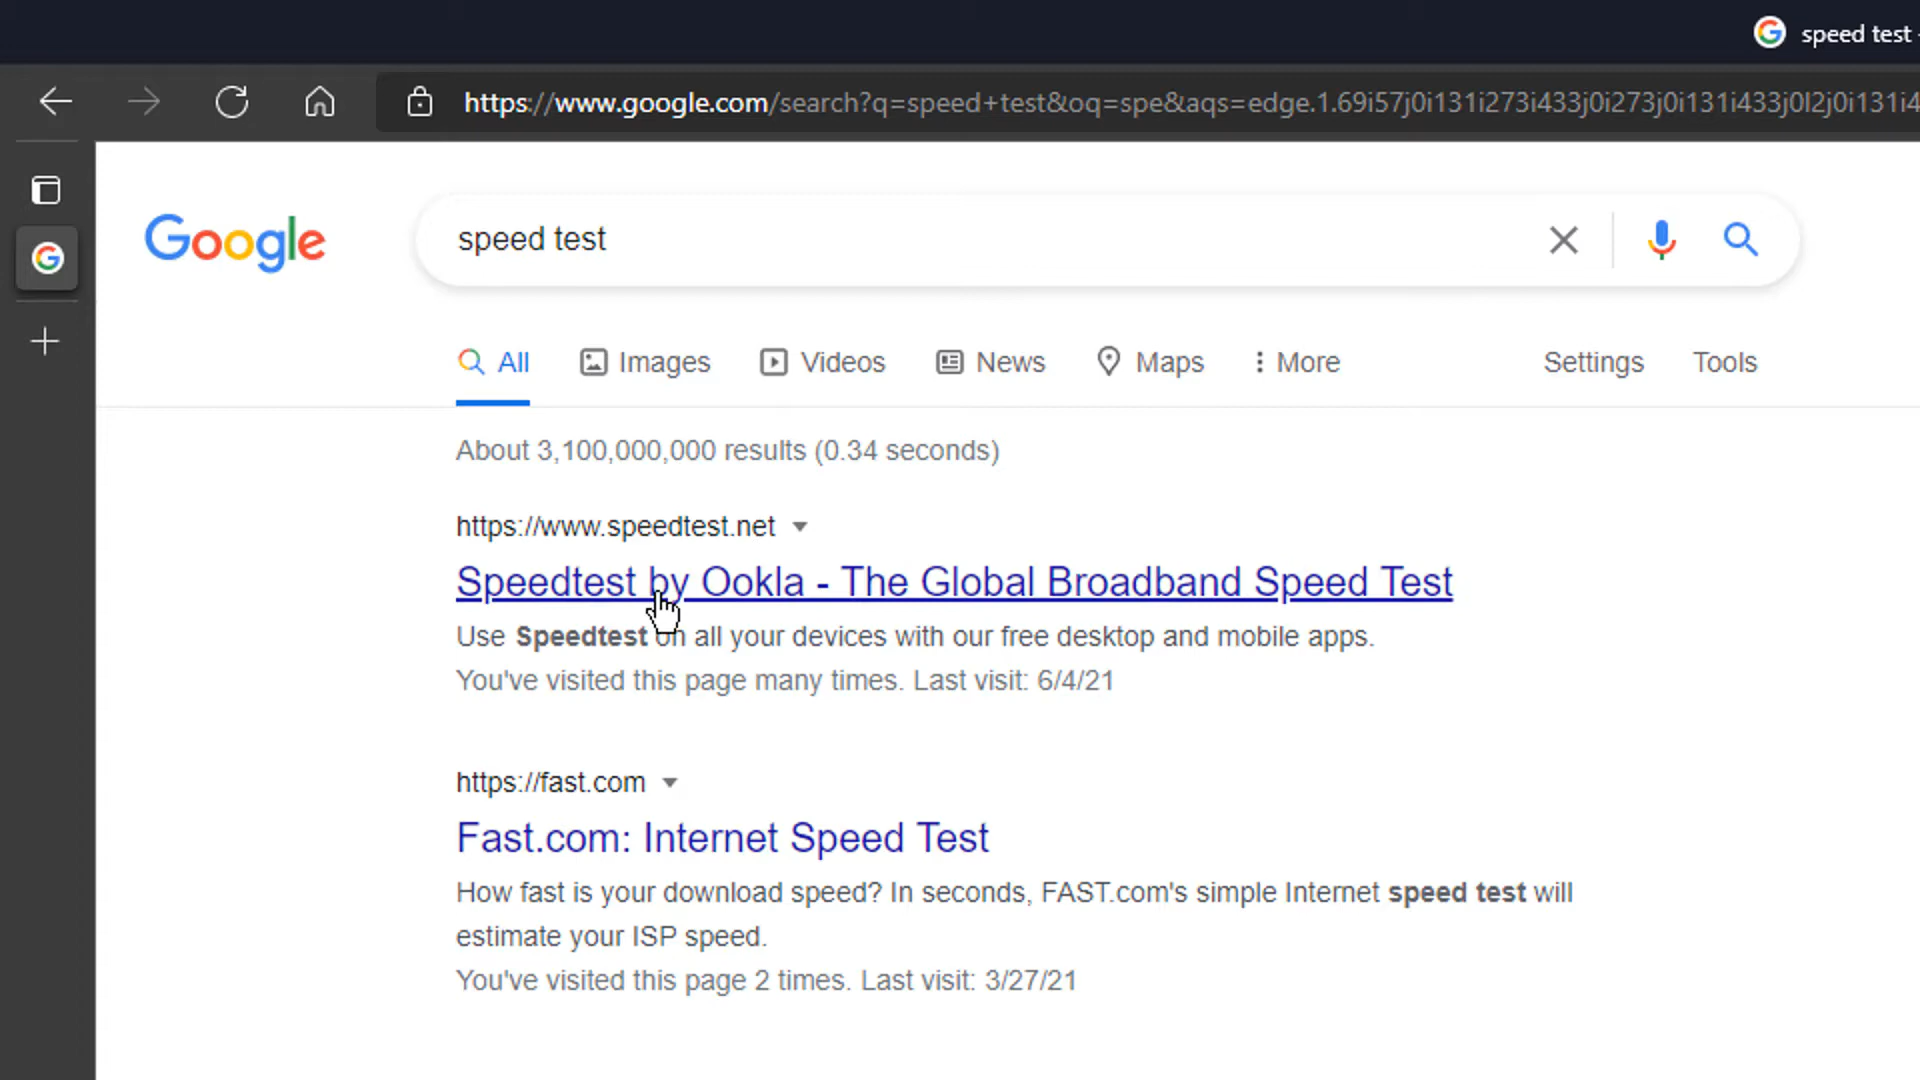 speed test -
https://www.google.com/search?q=speed+test&oq=spe&aqs=edge.1.69i57j0i131i273i433j0i273j0i131i433j0l2j0i131i4
Google
speed test
All Images Videos News Maps More Settings Tools
About 3,100,000,000 results (0.34 seconds)
https://www.speedtest.net
Speedtest by Ookla - The Global Broadband Speed Test
Use Speedtest on all your devices with our free desktop and mobile apps.
You've visited this page many times. Last visit: 6/4/21
https://fast.com
Fast.com: Internet Speed Test
How fast is your download speed? In seconds, FAST.com's simple Internet speed test will
estimate your ISP speed.
You've visited this page 2 times. Last visit: 3/27/21